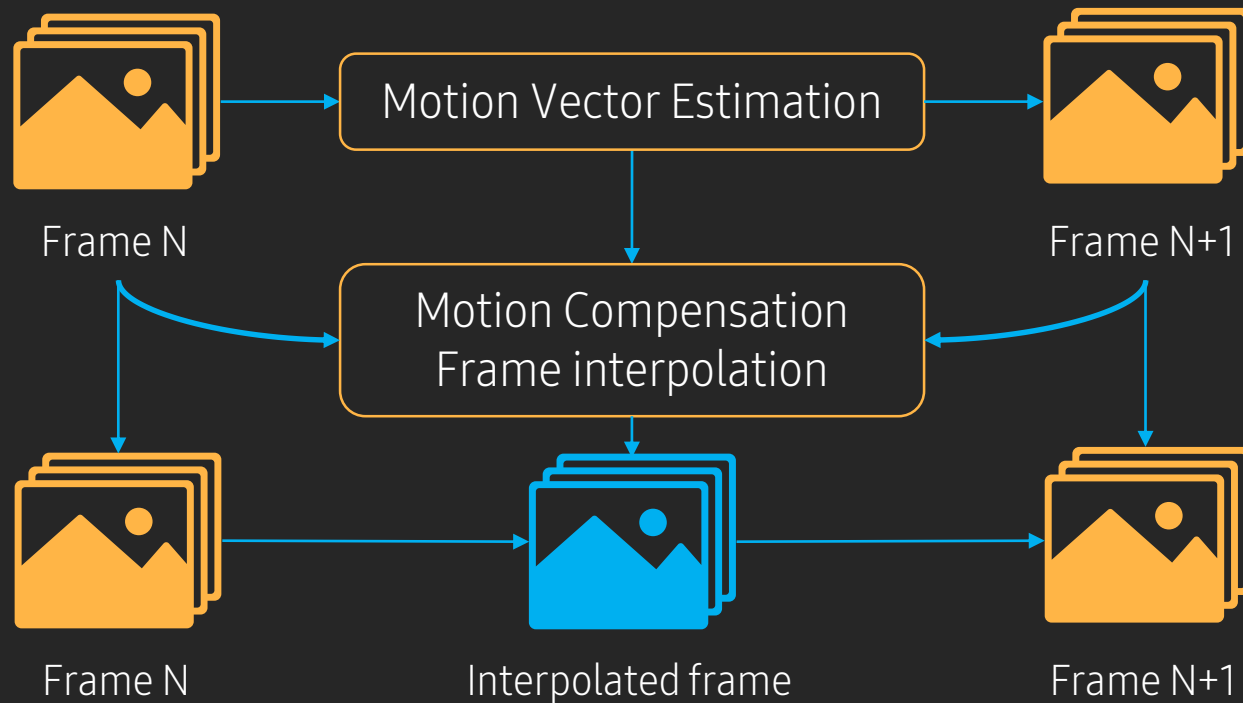 Motion Vector Estimation
Frame N
Frame N+1
Motion Compensation
Frame interpolation
Frame N
Interpolated frame
Frame N+1